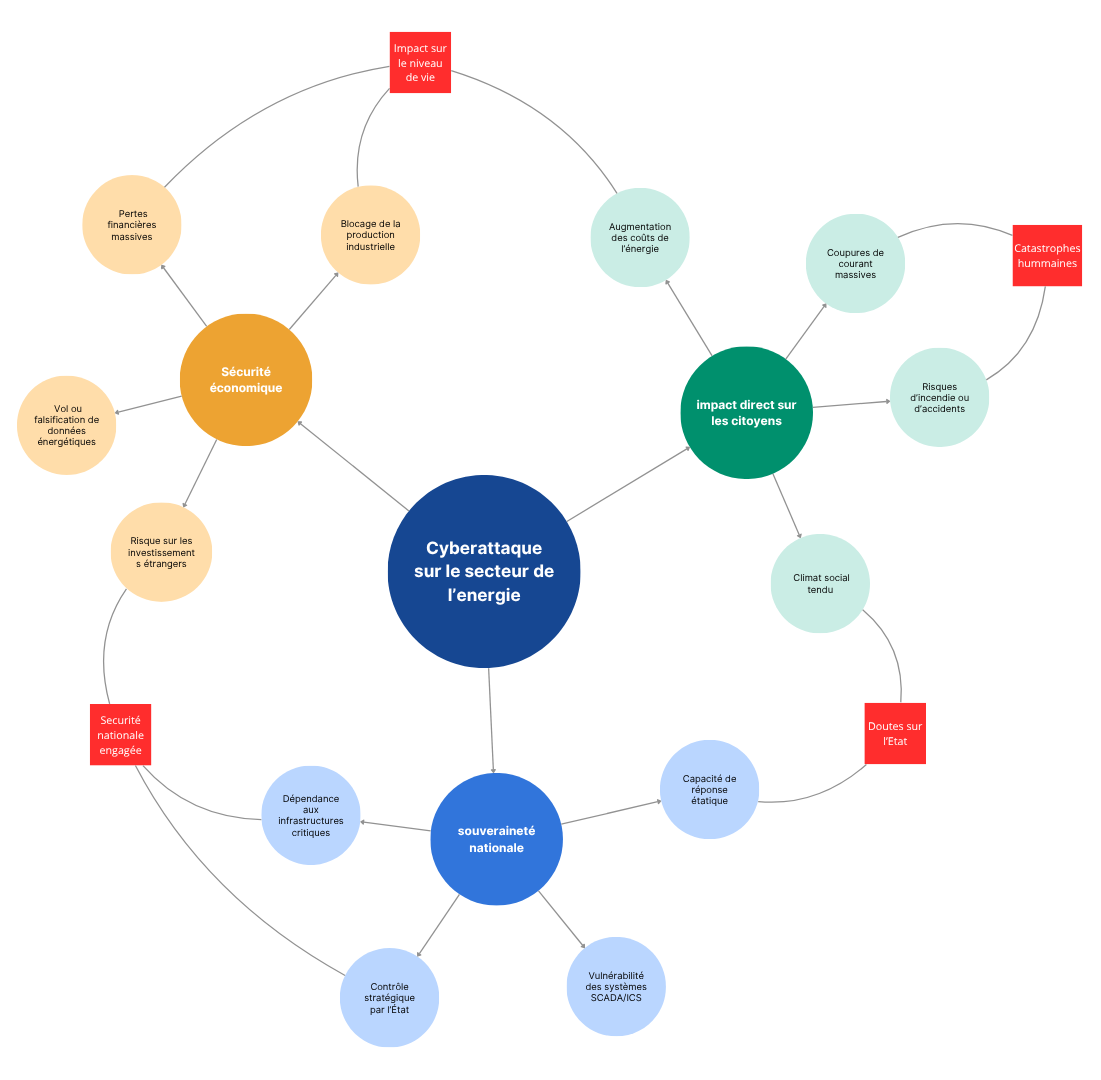 Impact sur
le niveau
de vie
Pertes
financières
massives
Blocage de la
production
industrielle
Augmentation
des coûts de
l'énergie
Coupures de
courant
massives
Catastrophes
hummaines
Sécurité
économique
impact direct sur
les citoyens
Risques
d'incendie ou
d'accidents
Vol ou
falsification de
données
énergétiques
Risque sur les
investissement
s étrangers
Cyberattaque
sur le secteur de
l'energie
Climat social
tendu
Securité
nationale
engagée
Doutes sur
l'Etat
Dépendance
aux
infrastructures
critiques
souveraineté
nationale
Capacité de
réponse
étatique
Contrôle
stratégique
par l'État
Vulnérabilité
des systèmes
SCADA/ICS